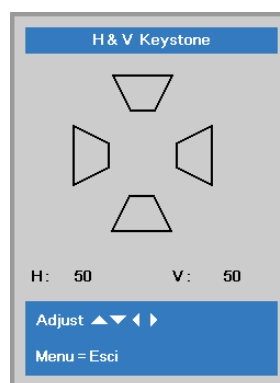 H & V Keystone
H: 50 V: 50
Adjust ▲▼◀▶
Menu = Esci